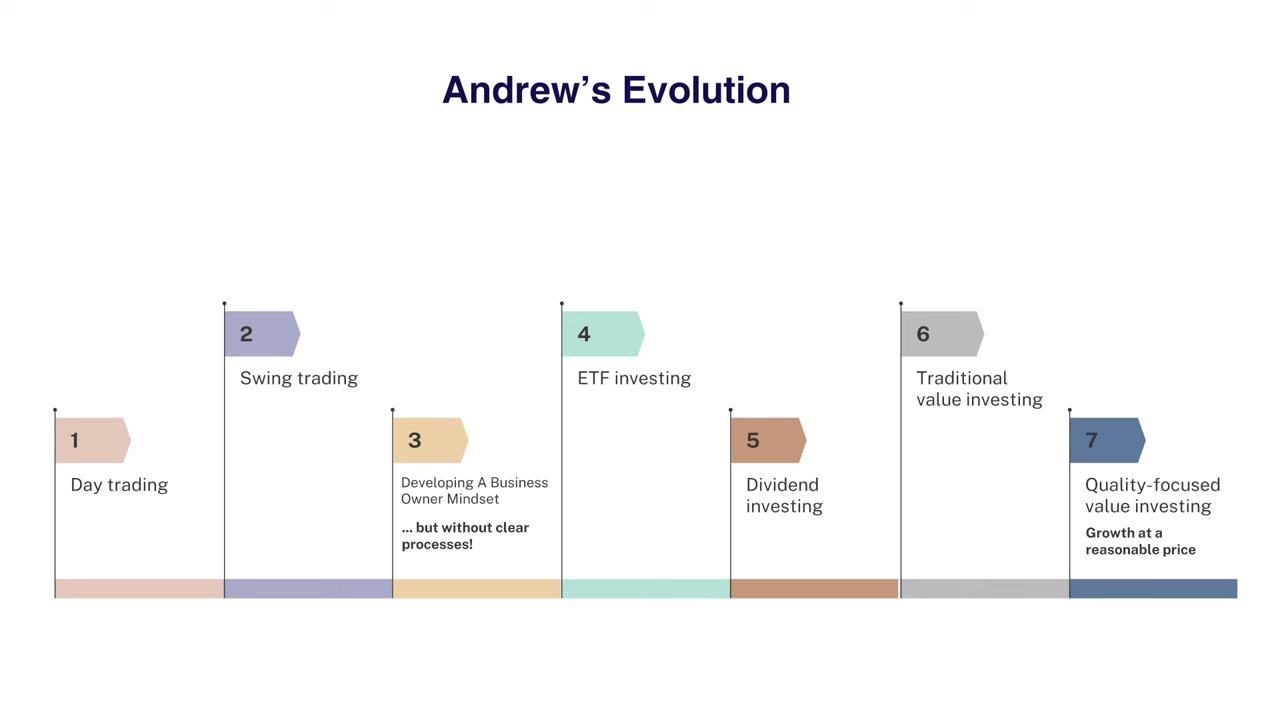 Andrew’s Evolution
1
Day trading
2
Swing trading
3
Developing A Business
Owner Mindset
... but without clear
processes!
4
ETF investing
5
Dividend
investing
6
Traditional
value investing
7
Quality-focused
value investing
Growth at a
reasonable price